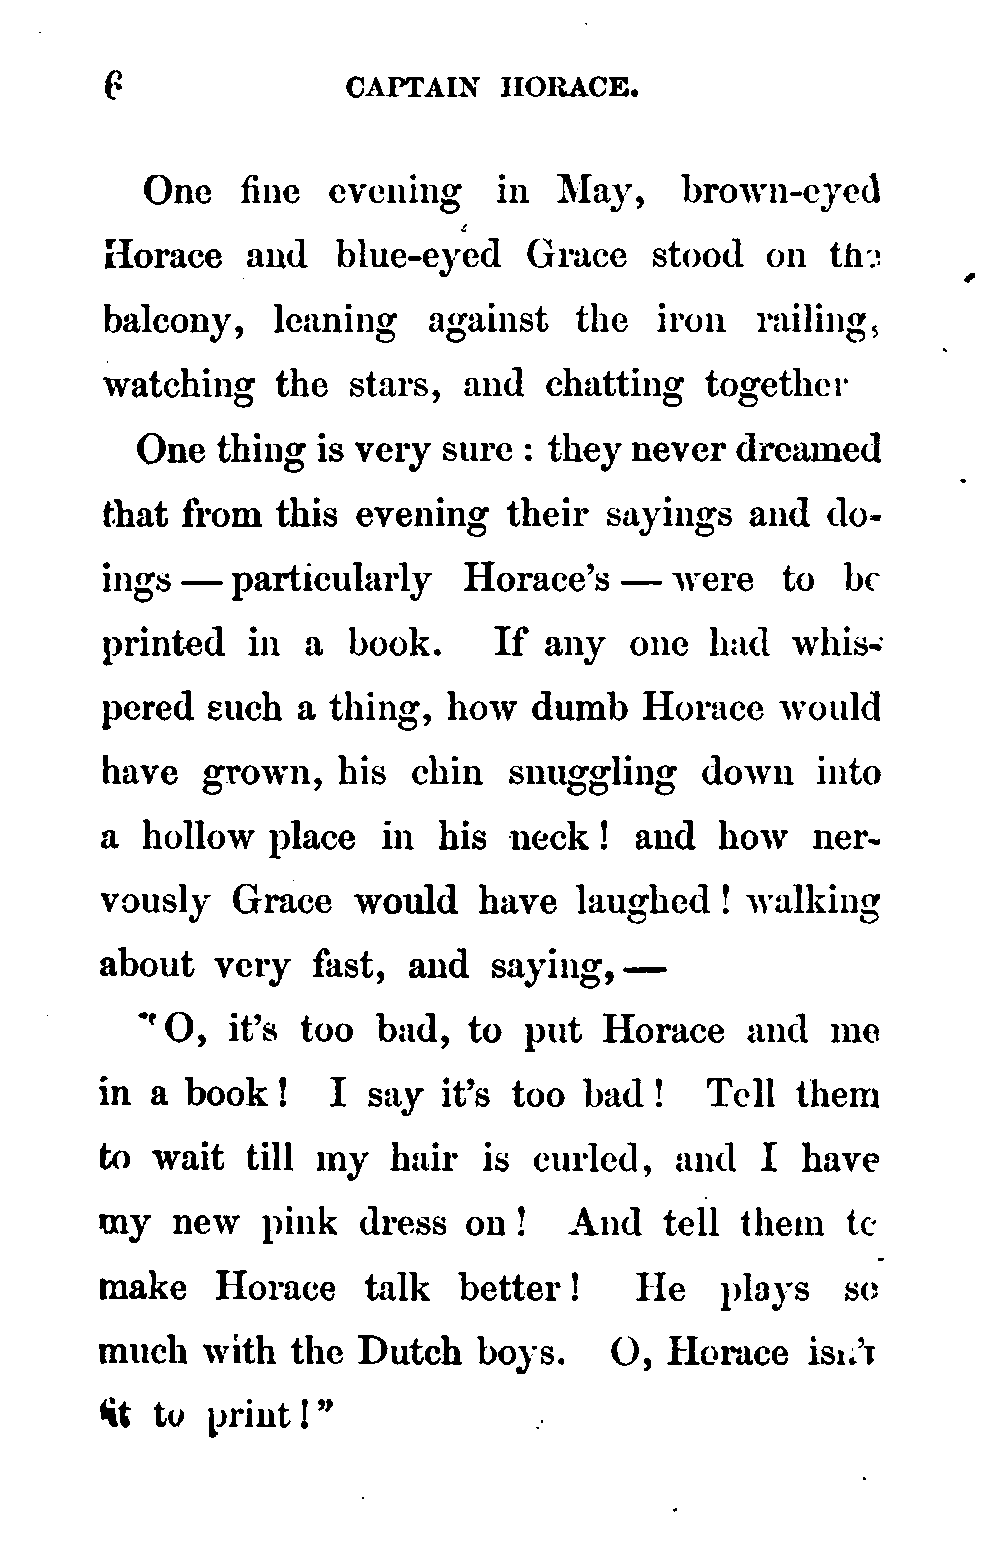 6 CAPTAIN HORACE.
One fine evening in May, brown-eyed
Horace and blue-eyed Grace stood on the
balcony, leaning against the iron railing,
watching the stars, and chatting together
One thing is very sure : they never dreamed
that from this evening their sayings and do-
ings — particularly Horace's — were to be
printed in a book. If any one had whis-
pered such a thing, how dumb Horace would
have grown, his chin snuggling down into
a hollow place in his neck! and how ner-
vously Grace would have laughed! walking
about very fast, and saying, —
"O, it's too bad, to put Horace and me
in a book! I say it's too bad! Tell them
to wait till my hair is curled, and I have
my new pink dress on! And tell them to
make Horace talk better! He plays so
much with the Dutch boys. O, Horace isn't
fit to print!"